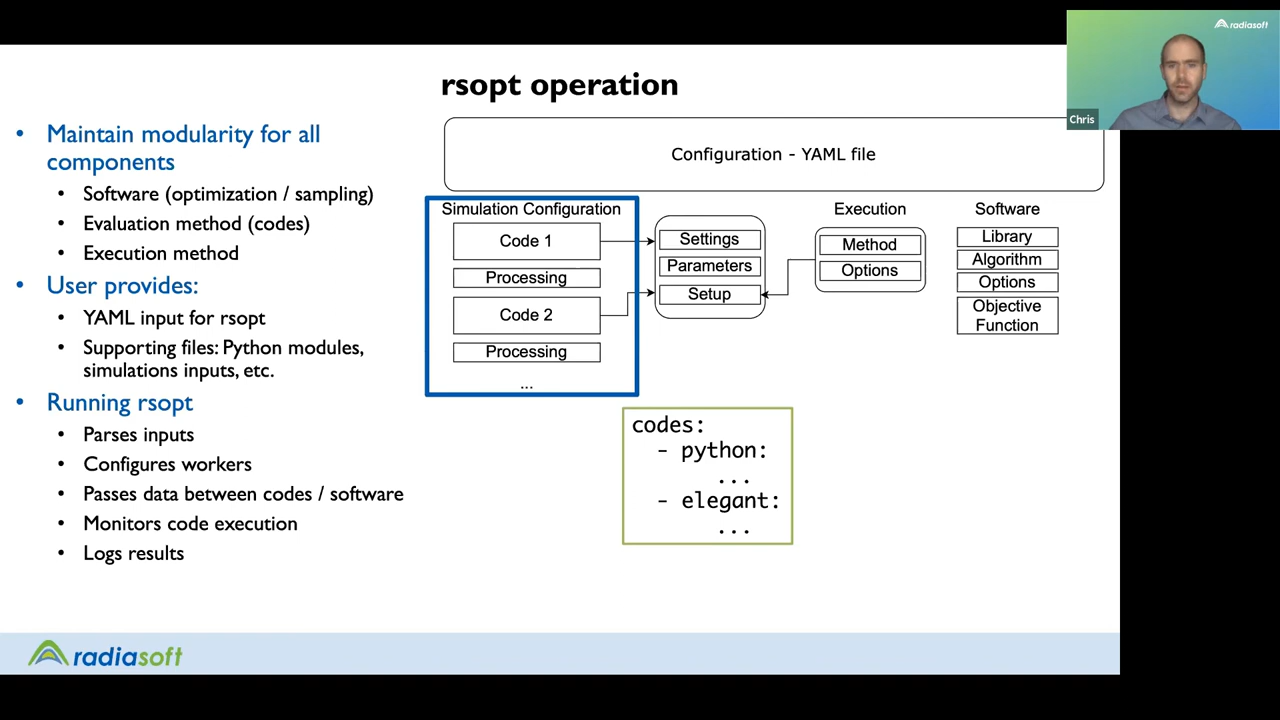 radiasoft
Chris
rsopt operation
• Maintain modularity for all
components
• Software (optimization / sampling)
• Evaluation method (codes)
• Execution method
• User provides:
• YAML input for rsopt
• Supporting files: Python modules,
simulations inputs, etc.
• Running rsopt
• Parses inputs
• Configures workers
• Passes data between codes / software
• Monitors code execution
• Logs results
Configuration - YAML file
Simulation Configuration
Code 1
Processing
Code 2
Processing
...
Settings
Parameters
Setup
Execution
Method
Options
Software
Library
Algorithm
Options
Objective
Function
codes:
- python:
...
- elegant:
...
radiasoft